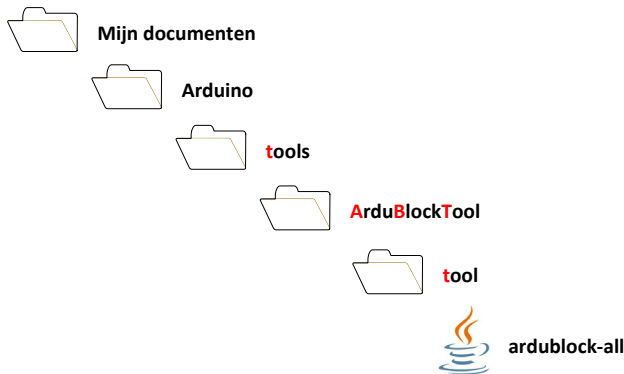 Mijn documenten
Arduino
tools
ArduBlockTool
tool
ardublock-all